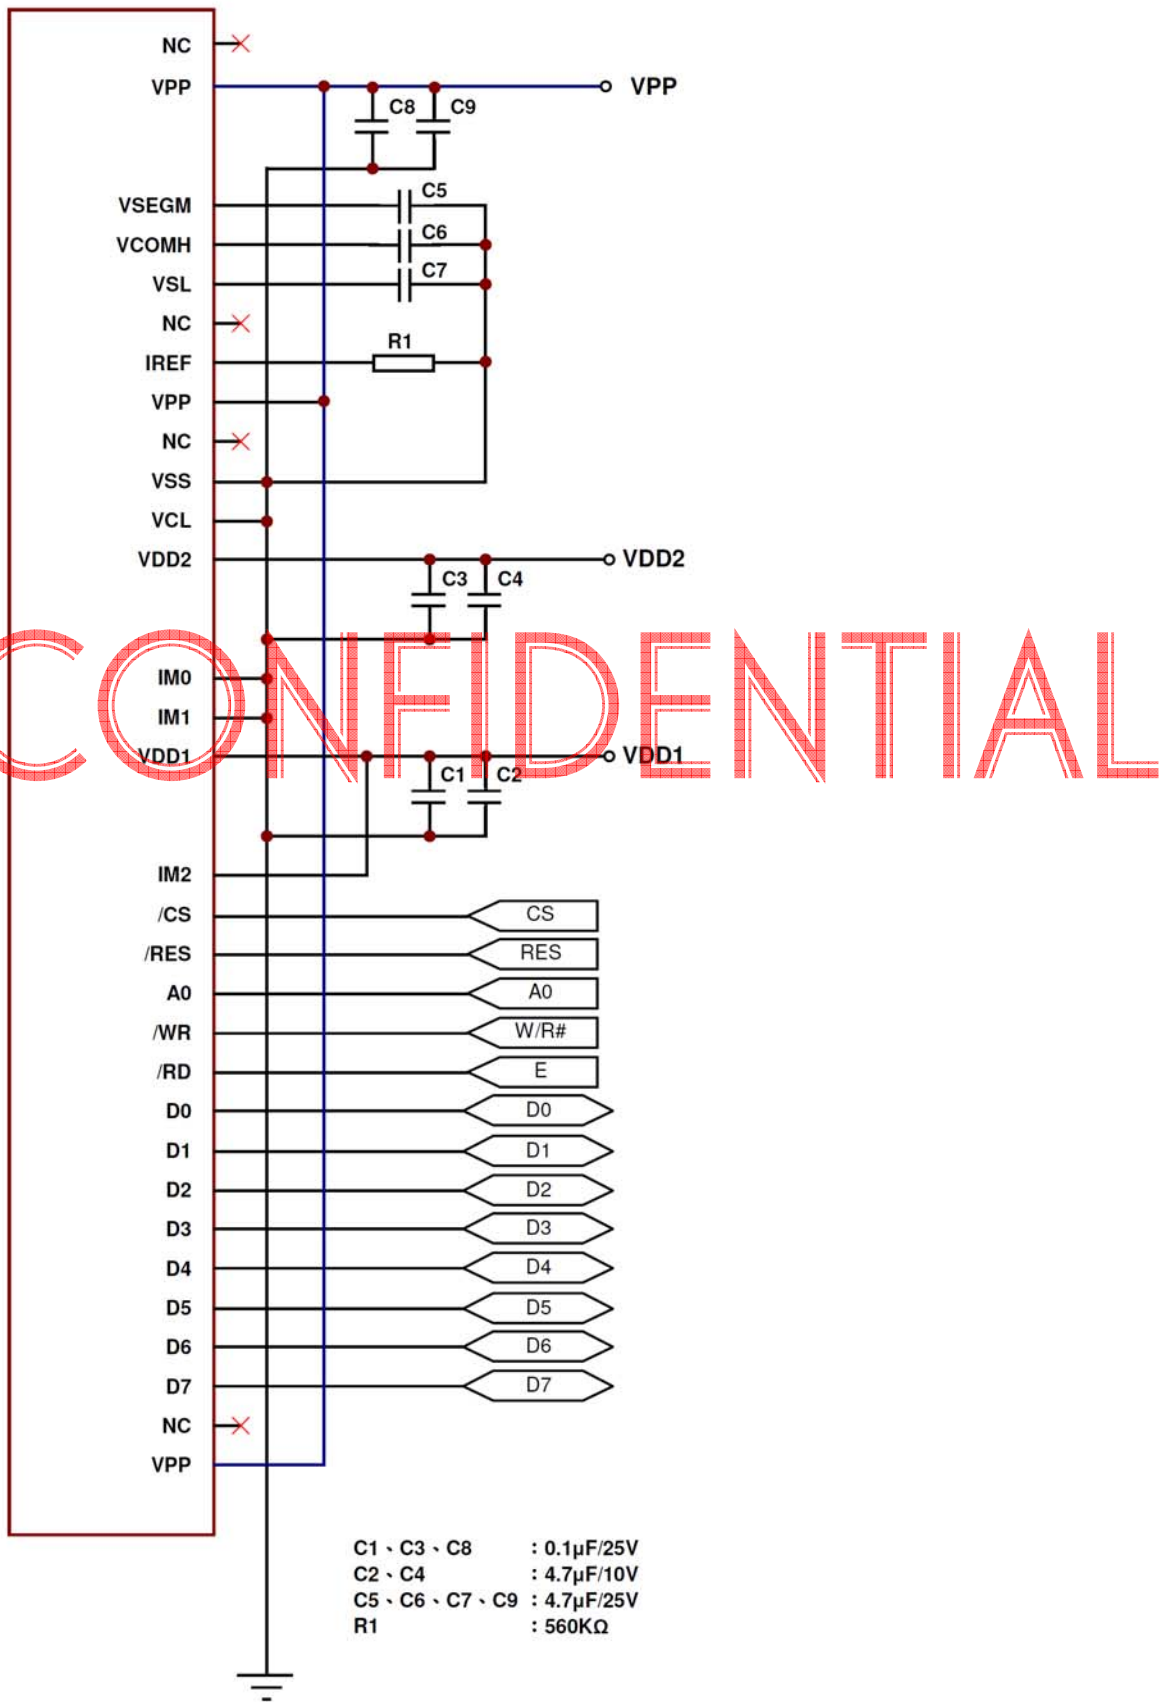 NC
VPP
VPP
C8
C9
VSEGM
C5
VCOMH
C6
VSL
C7
NC
IREF
R1
VPP
NC
VSS
VCL
VDD2
VDD2
C3
C4
CONFIDENTIAL
IM0
IM1
VDD1
VDD1
C1
C2
IM2
/CS
CS
/RES
RES
A0
A0
/WR
W/R#
/RD
E
D0
D0
D1
D1
D2
D2
D3
D3
D4
D4
D5
D5
D6
D6
D7
D7
NC
VPP
C1、C3、C8 : 0.1µF/25V
C2、C4 : 4.7µF/10V
C5、C6、C7、C9 : 4.7µF/25V
R1 : 560KΩ